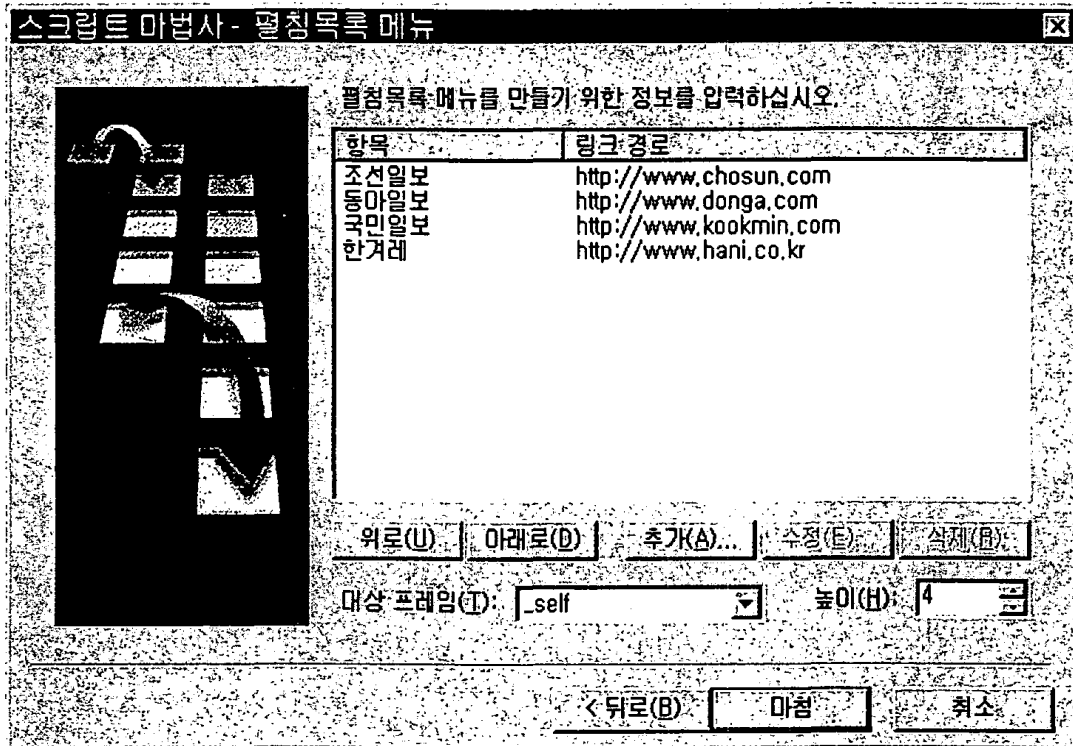 스크립트 마법사 - 펼침목록 메뉴
펼침목록 메뉴를 만들기 위한 정보를 입력하십시오.
항목 링크 경로
조선일보 http://www.chosun.com
동아일보 http://www.donga.com
국민일보 http://www.kookmin.com
한겨레 http://www.hani.co.kr
위로(U) 아래로(D) 추가(A)... 수정(E)... 삭제(R)
대상 프레임(T): _self 높이(H): 4
< 뒤로(B) 마침 취소